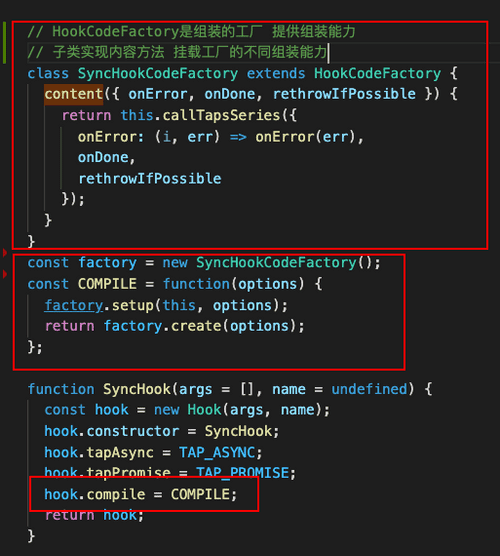 // HookCodeFactory是组装的工厂 提供组装能力
// 子类实现内容方法 挂载工厂的不同组装能力
class SyncHookCodeFactory extends HookCodeFactory {
content({ onError, onDone, rethrowIfPossible }) {
return this.callTapsSeries({
onError: (i, err) => onError(err),
onDone,
rethrowIfPossible
});
}
}
const factory = new SyncHookCodeFactory();
const COMPILE = function(options) {
factory.setup(this, options);
return factory.create(options);
};
function SyncHook(args = [], name = undefined) {
const hook = new Hook(args, name);
hook.constructor = SyncHook;
hook.tapAsync = TAP_ASYNC;
hook.tapPromise = TAP_PROMISE;
hook.compile = COMPILE;
return hook;
}